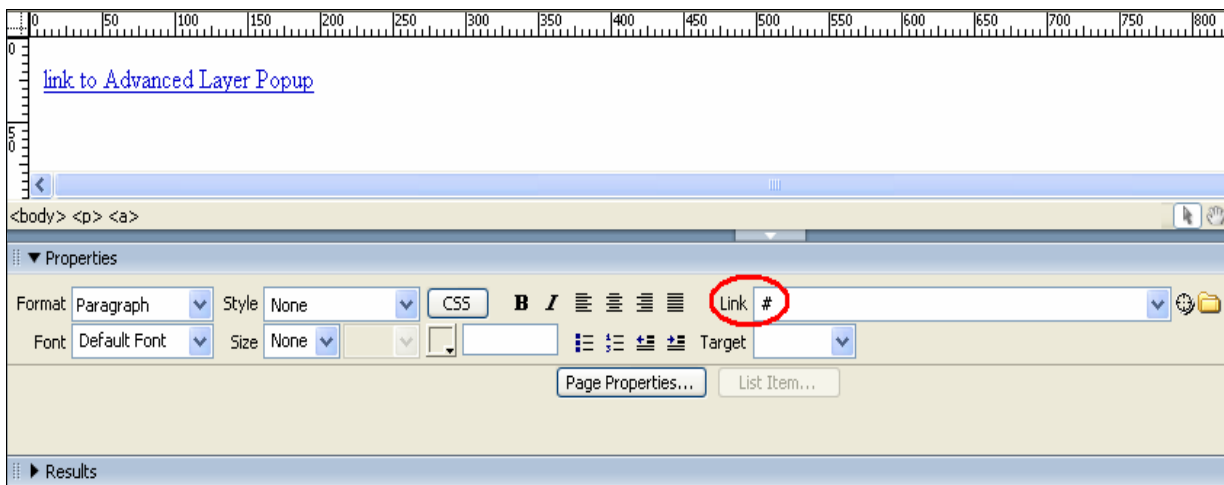 0 50 100 150 200 250 300 350 400 450 500 550 600 650 700 750 800
0
link to Advanced Layer Popup
50
<body> <p> <a>
Properties
Format Paragraph Style None CSS B I Link #
Font Default Font Size None Target
Page Properties... List Item...
Results